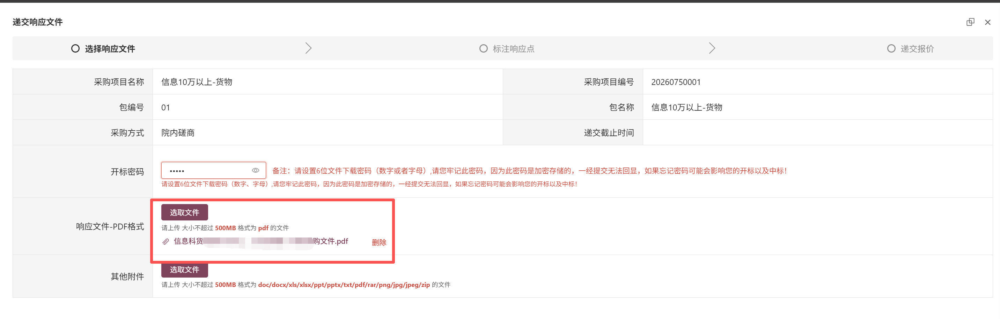 递交响应文件
选择响应文件
标注响应点
递交报价
采购项目名称 信息10万以上-货物 采购项目编号 20260750001
包编号 01 包名称 信息10万以上-货物
采购方式 院内磋商 递交截止时间
开标密码 ••••• 备注：请设置6位文件下载密码（数字或者字母）,请您牢记此密码，因为此密码是加密存储的，一经提交无法回显，如果忘记密码可能会影响您的开标以及中标！
请设置6位文件下载密码（数字、字母）,请您牢记此密码，因为此密码是加密存储的，一经提交无法回显，如果忘记密码可能会影响您的开标以及中标！
选取文件
响应文件-PDF格式
请上传 大小不超过 500MB 格式为 pdf 的文件
信息科货 购文件.pdf 删除
选取文件
其他附件
请上传 大小不超过 500MB 格式为 doc/docx/xls/xlsx/ppt/pptx/txt/pdf/rar/png/jpg/jpeg/zip 的文件